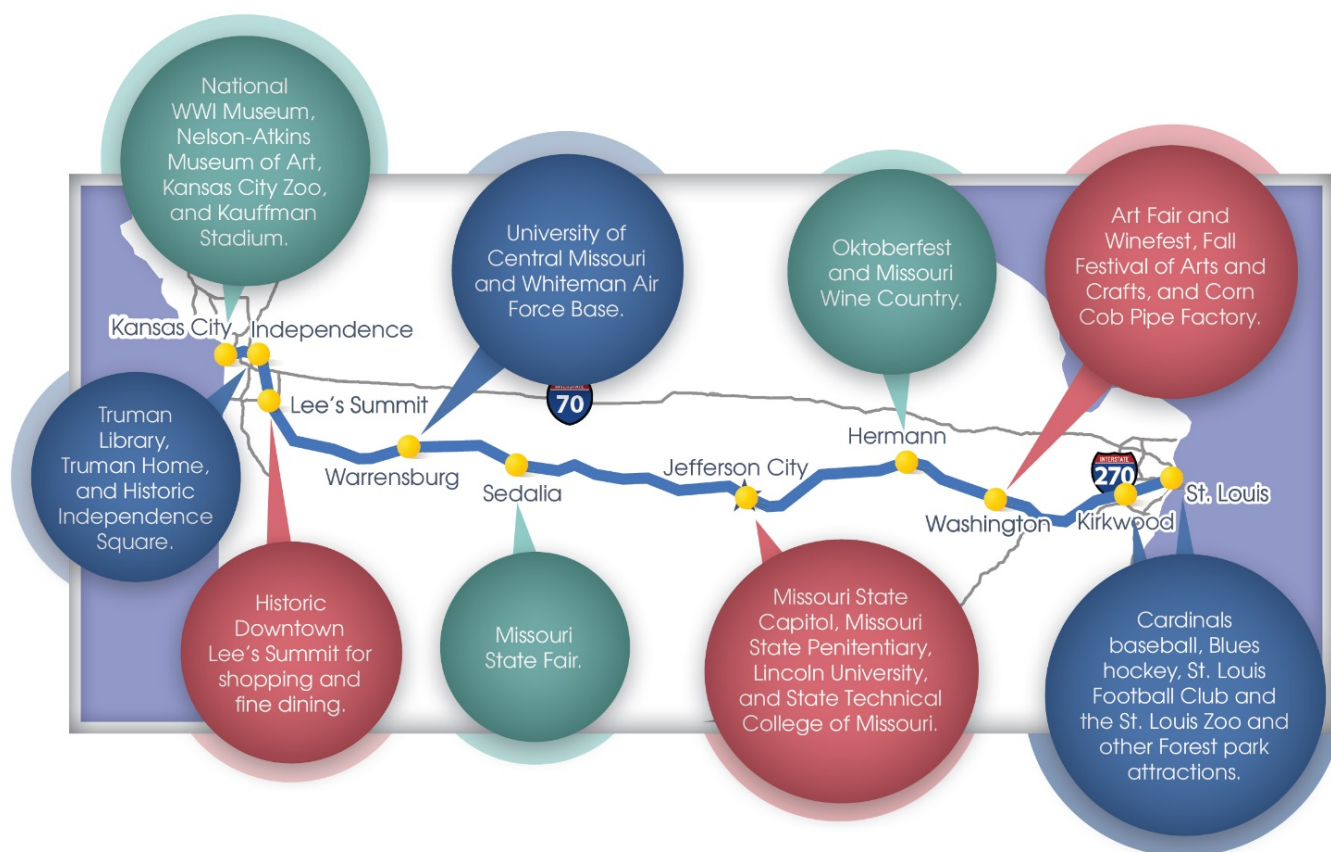 National
WWI Museum,
Nelson-Atkins
Museum of Art,
Kansas City Zoo,
and Kauffman
Stadium.
University of
Central Missouri
and Whiteman Air
Force Base.
Oktoberfest
and Missouri
Wine Country.
Art Fair and
Winefest, Fall
Festival of Arts and
Crafts, and Corn
Cob Pipe Factory.
Kansas City
Independence
Lee's Summit
Warrensburg
Sedalia
INTERSTATE
70
Jefferson City
Hermann
Washington
INTERSTATE
270
Kirkwood
St. Louis
Truman
Library,
Truman Home,
and Historic
Independence
Square.
Historic
Downtown
Lee's Summit for
shopping and
fine dining.
Missouri
State Fair.
Missouri State
Capitol, Missouri
State Penitentiary,
Lincoln University,
and State Technical
College of Missouri.
Cardinals
baseball, Blues
hockey, St. Louis
Football Club and
the St. Louis Zoo and
other Forest park
attractions.